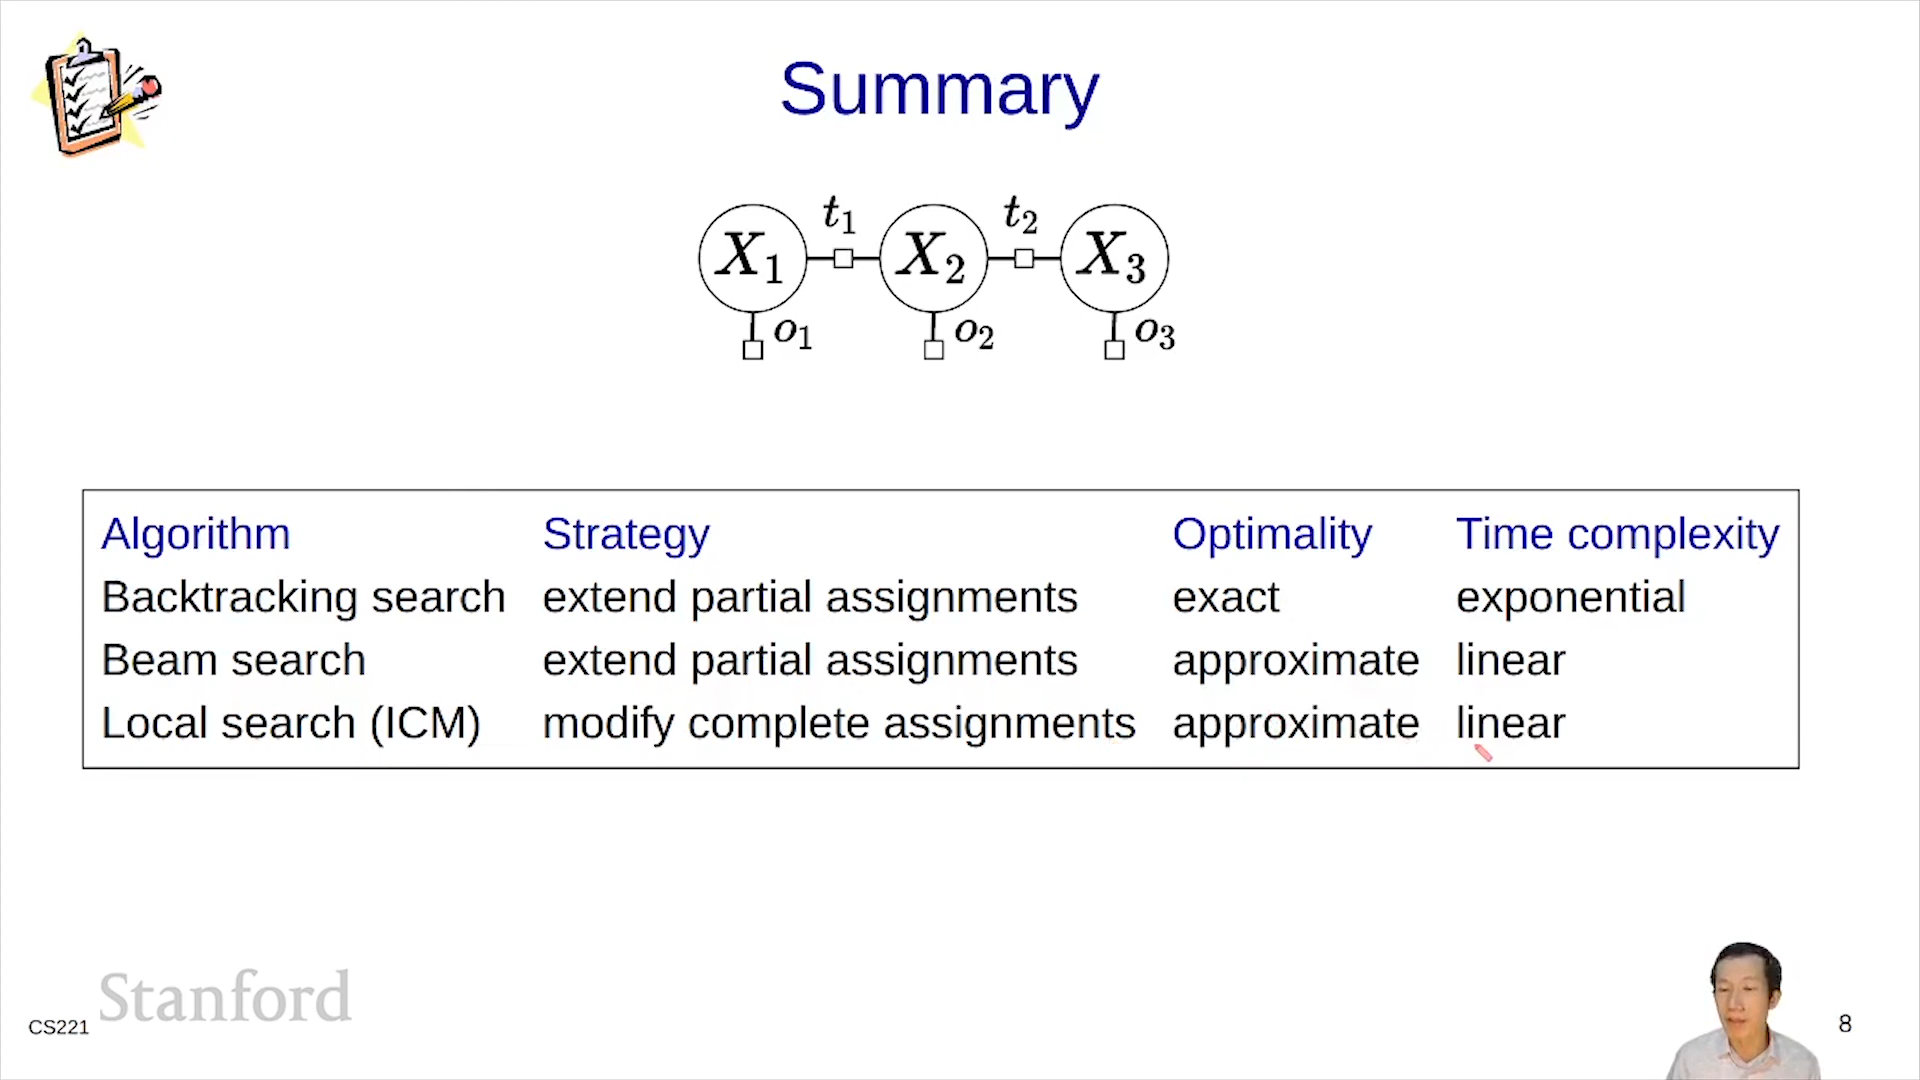 Summary
t1 t2
X1 X2 X3
o1 o2 o3
Algorithm Strategy Optimality Time complexity
Backtracking search extend partial assignments exact exponential
Beam search extend partial assignments approximate linear
Local search (ICM) modify complete assignments approximate linear
Stanford
CS221
8